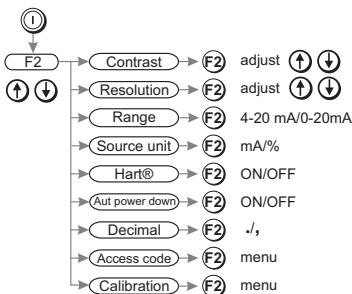 F2
Contrast F2 adjust
Resolution F2 adjust
Range F2 4-20 mA/0-20mA
Source unit F2 mA/%
Hart® F2 ON/OFF
Aut power down F2 ON/OFF
Decimal F2 ./,
Access code F2 menu
Calibration F2 menu